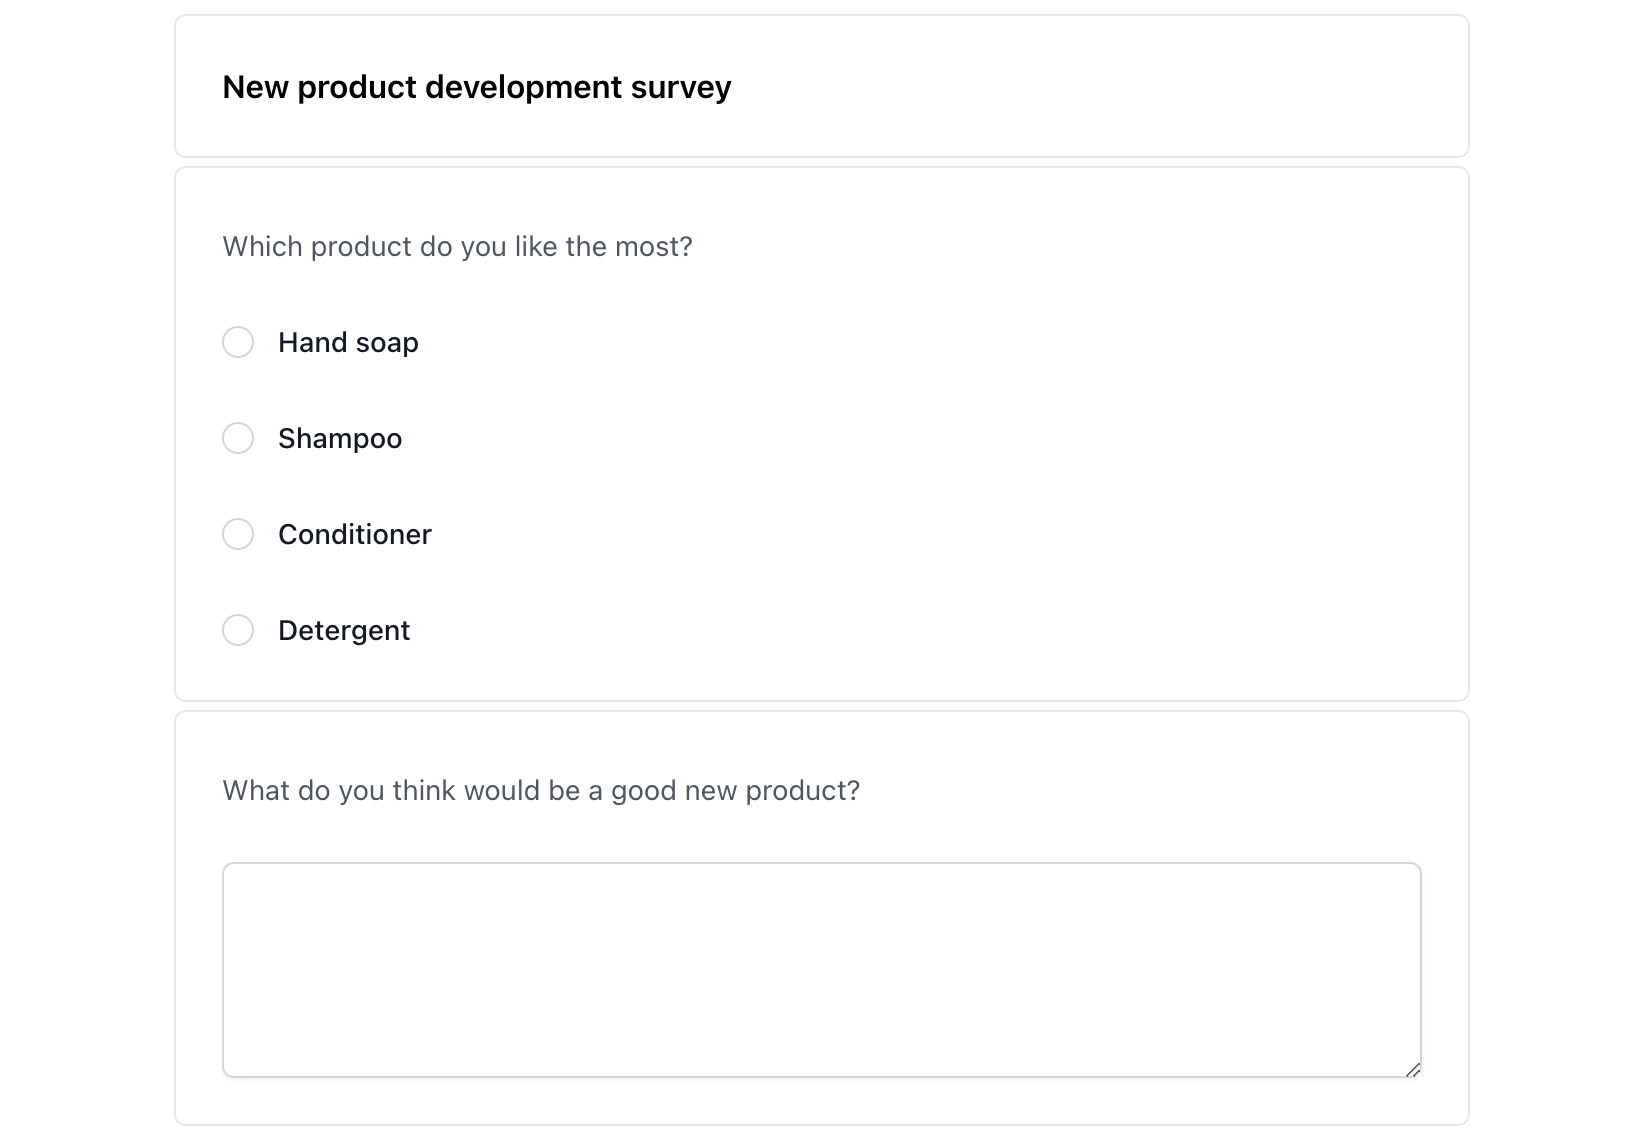 New product development survey
Which product do you like the most?
Hand soap
Shampoo
Conditioner
Detergent
What do you think would be a good new product?